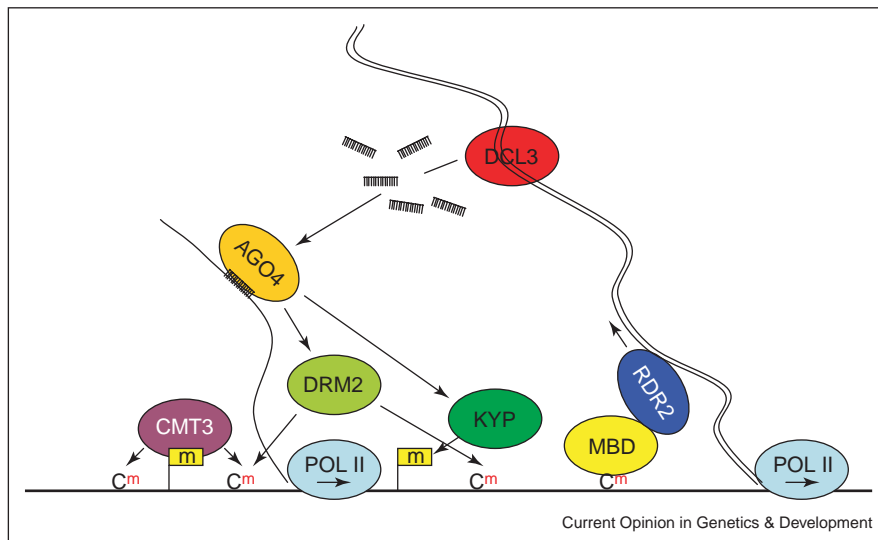 DCL3
AGO4
DRM2
RDR2
CMT3
KYP
MBD
m
POL II
m
POL II
Cm
Cm
Cm
Cm
Current Opinion in Genetics & Development